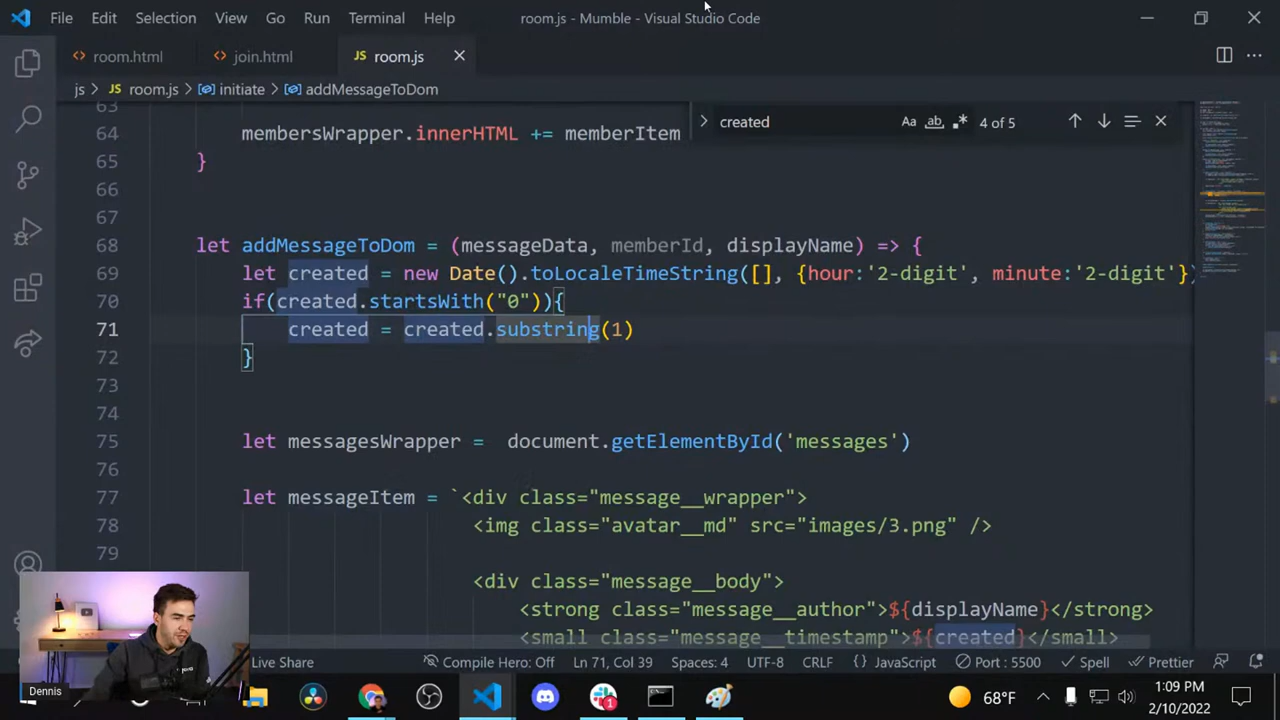 File Edit Selection View Go Run Terminal Help room.js - Mumble - Visual Studio Code
room.html join.html JS room.js
js > JS room.js > initiate > addMessageToDom
created Aa ab 4 of 5
63
64 membersWrapper.innerHTML += memberItem
65 }
66
67
68 let addMessageToDom = (messageData, memberId, displayName) => {
69 let created = new Date().toLocaleTimeString([], {hour:'2-digit', minute:'2-digit'})
70 if(created.startsWith("0")){
71 created = created.substring(1)
72 }
73
74
75 let messagesWrapper = document.getElementById('messages')
76
77 let messageItem = `<div class="message__wrapper">
78 <img class="avatar__md" src="images/3.png" />
79
<div class="message__body">
<strong class="message__author">${displayName}</strong>
<small class="message__timestamp">${created}</small>
Live Share Compile Hero: Off Ln 71, Col 39 Spaces: 4 UTF-8 CRLF {} JavaScript Port : 5500 Spell Prettier
Dennis
1
68°F
1:09 PM
2/10/2022